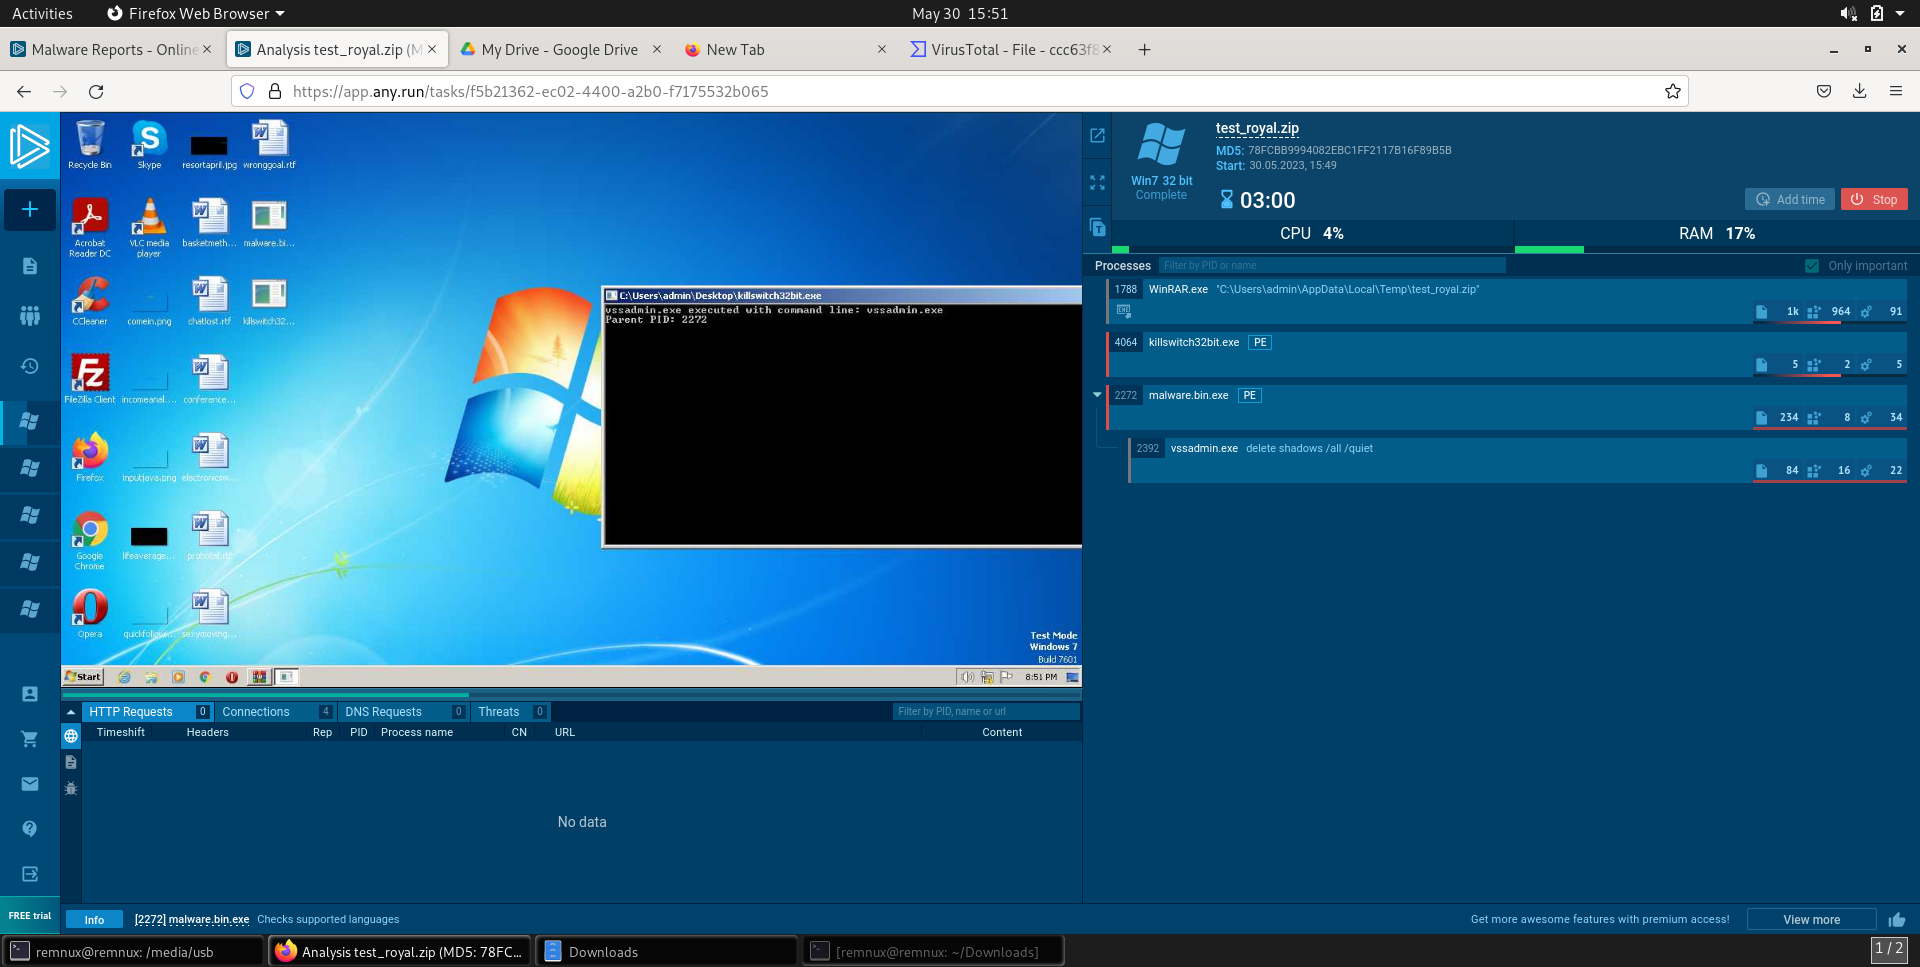 Activities
Firefox Web Browser
May 30 15:51
Malware Reports - Online
Analysis test_royal.zip (M
My Drive - Google Drive
New Tab
VirusTotal - File - ccc63f8
https://app.any.run/tasks/f5b21362-ec02-4400-a2b0-f7175532b065
Recycle Bin
Skype
resortapril.jpg
wronggoal.rtf
Acrobat Reader DC
VLC media player
basketmeth...
malware.bi...
CCleaner
comein.png
chatlost.rtf
killswitch32...
FileZilla Client
incomeanal...
conference...
Firefox
inputjava.png
electronicsw...
Google Chrome
lifeaverage...
probotel.rtf
Opera
quickfollow...
sexymoving...
C:\Users\admin\Desktop\killswitch32bit.exe
vssadmin.exe executed with command line: vssadmin.exe
Parent PID: 2272
Test Mode
Windows 7
Build 7601
Start
8:51 PM
test_royal.zip
MD5: 78FCBB9994082EBC1FF2117B16F89B5B
Start: 30.05.2023, 15:49
Win7 32 bit
Complete
03:00
Add time
Stop
CPU 4%
RAM 17%
Processes
Filter by PID or name
Only important
1788 WinRAR.exe "C:\Users\admin\AppData\Local\Temp\test_royal.zip"
1k 964 91
4064 killswitch32bit.exe PE
5 2 5
2272 malware.bin.exe PE
234 8 34
2392 vssadmin.exe delete shadows /all /quiet
84 16 22
HTTP Requests 0
Connections 4
DNS Requests 0
Threats 0
Filter by PID, name or url
Timeshift Headers Rep PID Process name CN URL Content
No data
FREE trial
Info
[2272] malware.bin.exe Checks supported languages
Get more awesome features with premium access!
View more
remnux@remnux: /media/usb
Analysis test_royal.zip (MD5: 78FC...
Downloads
[remnux@remnux: ~/Downloads]
1 / 2